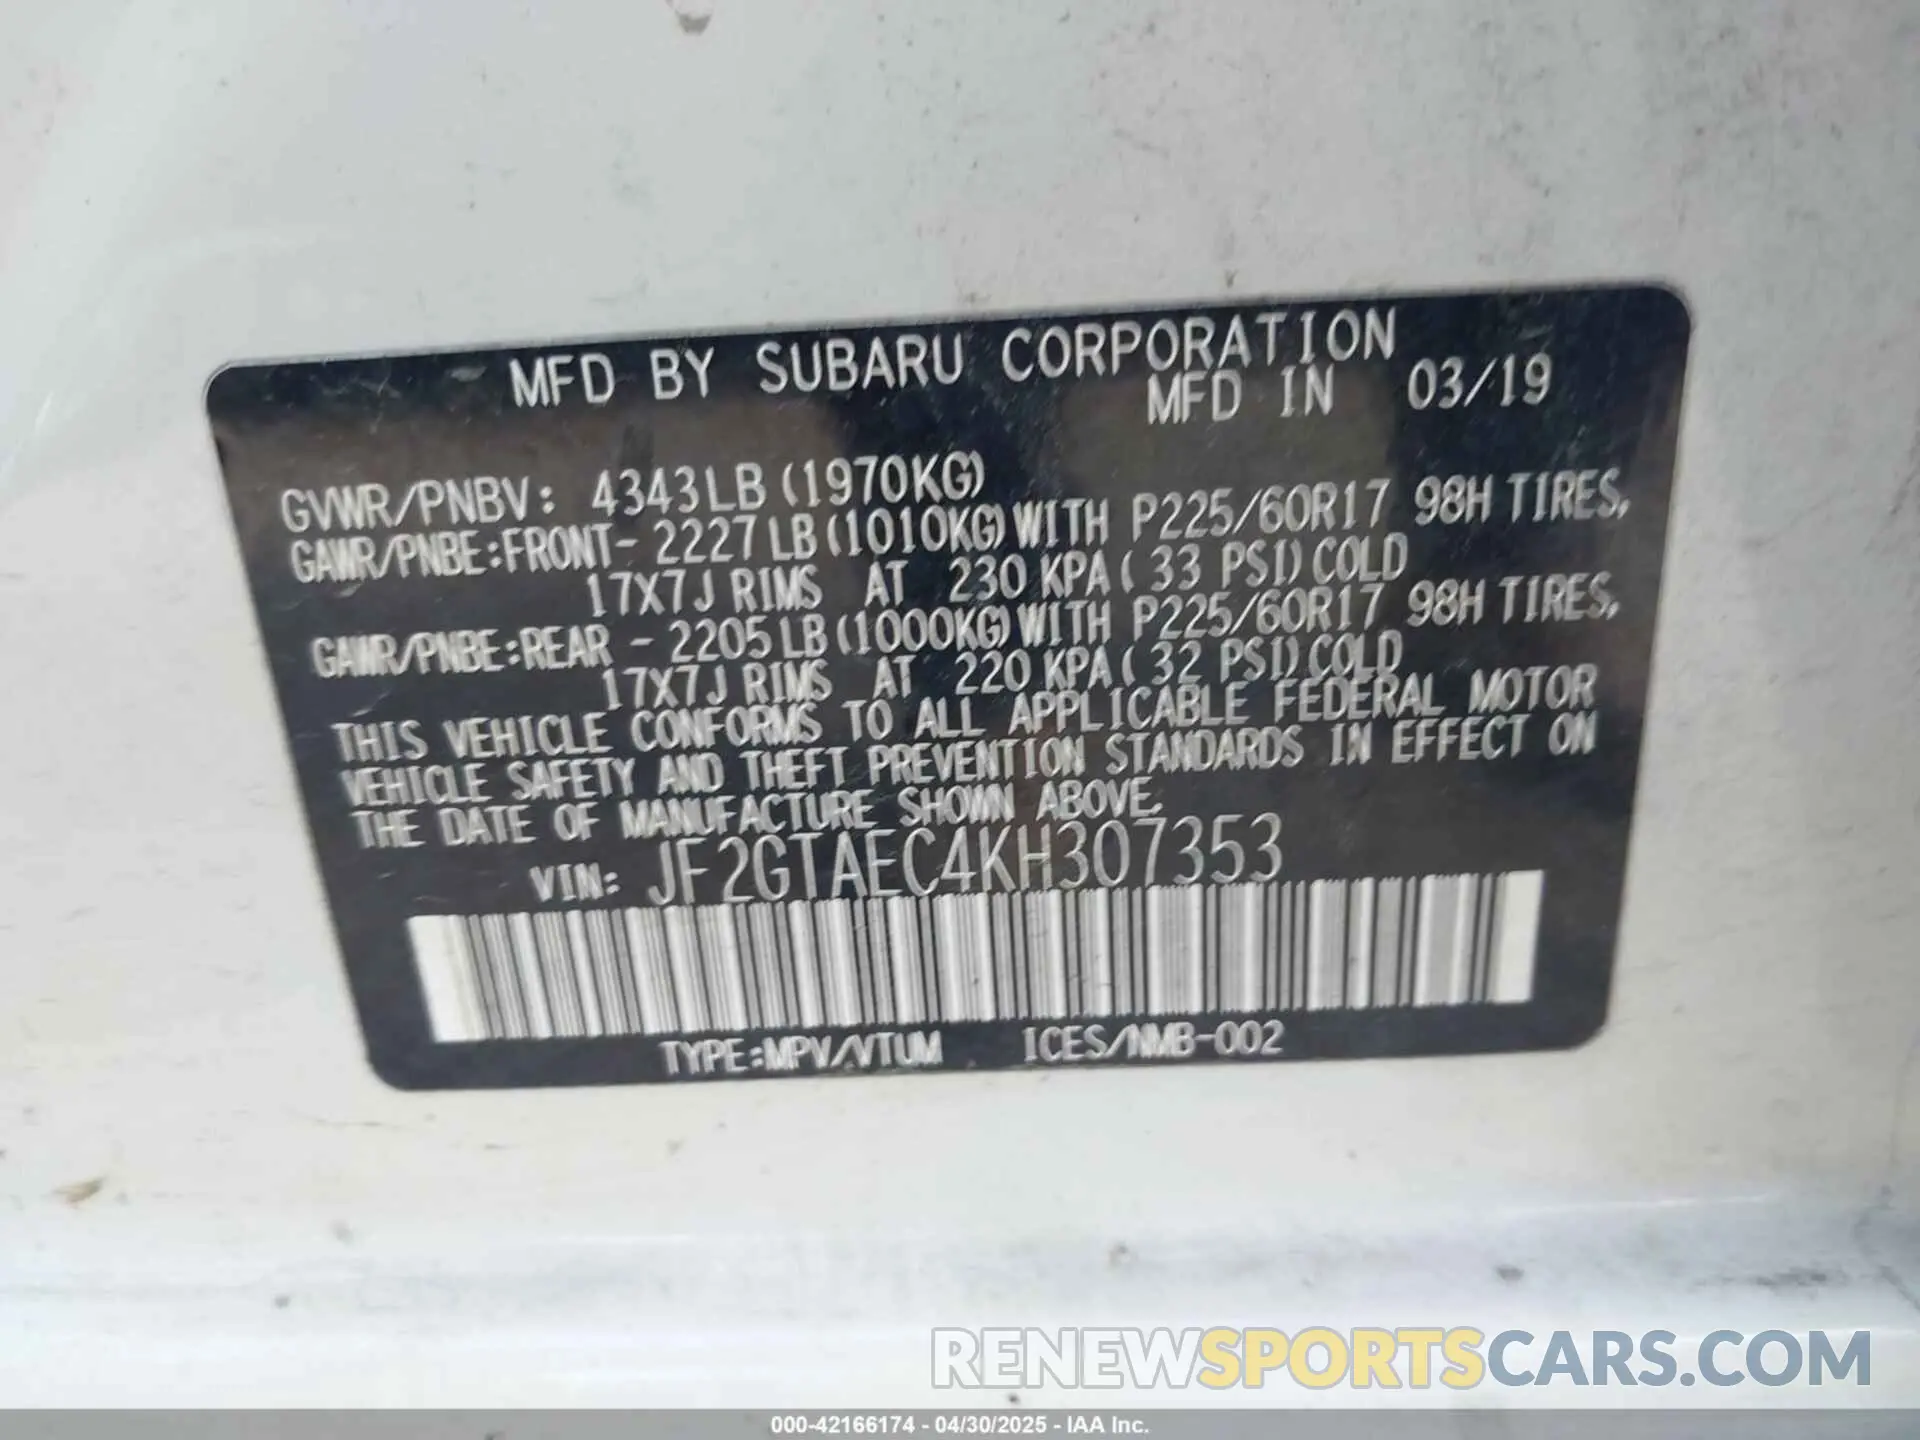 MFD BY SUBARU CORPORATION
MFD IN 03/19
GVWR/PNBV: 4343LB (1970KG)
GAWR/PNBE:FRONT- 2227LB (1010KG) WITH P225/60R17 98H TIRES,
17X7J RIMS AT 230 KPA ( 33 PSI) COLD
GAWR/PNBE:REAR - 2205LB (1000KG) WITH P225/60R17 98H TIRES,
17X7J RIMS AT 220 KPA ( 32 PSI) COLD
THIS VEHICLE CONFORMS TO ALL APPLICABLE FEDERAL MOTOR
VEHICLE SAFETY AND THEFT PREVENTION STANDARDS IN EFFECT ON
THE DATE OF MANUFACTURE SHOWN ABOVE.
VIN: JF2GTAEC4KH307353
TYPE:MPV/VTUM ICES/NMB-002
RENEWSPORTSCARS.COM
000-42166174 - 04/30/2025 - IAA Inc.